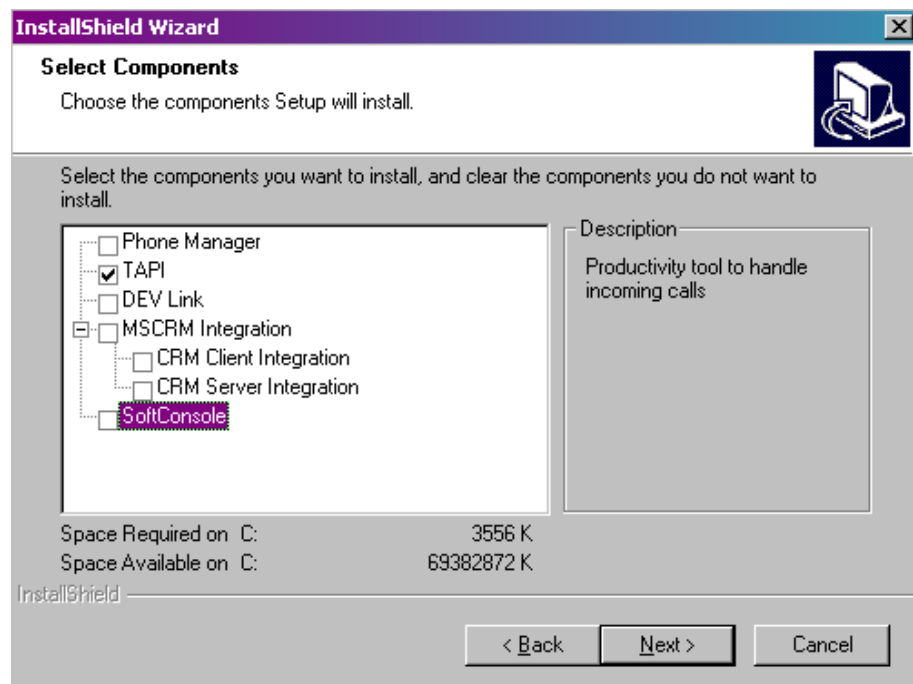 InstallShield Wizard
Select Components
Choose the components Setup will install.
Select the components you want to install, and clear the components you do not want to
install.
Phone Manager
TAPI
DEV Link
MSCRM Integration
CRM Client Integration
CRM Server Integration
SoftConsole
Description
Productivity tool to handle
incoming calls
Space Required on C: 3556 K
Space Available on C: 69382872 K
InstallShield
< Back Next > Cancel